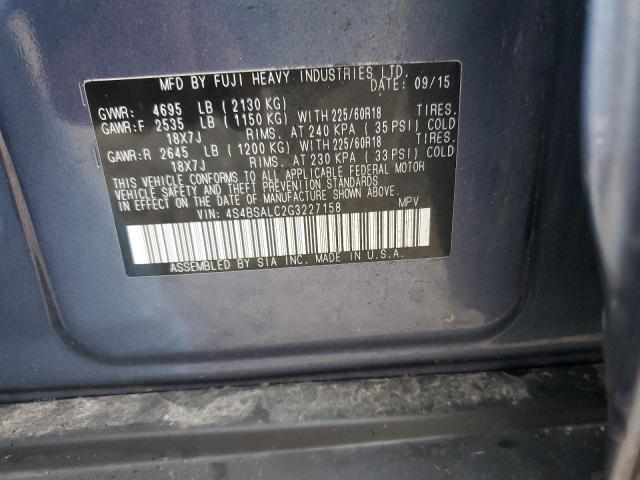 MFD BY FUJI HEAVY INDUSTRIES LTD.
DATE: 09/15
GVWR: 4695 LB (2130 KG)
GAWR:F 2535 LB (1150 KG) WITH 225/60R18 TIRES.
18X7J RIMS. AT 240 KPA (35 PSI) COLD
GAWR:R 2645 LB (1200 KG) WITH 225/60R18 TIRES.
18X7J RIMS. AT 230 KPA (33 PSI) COLD
THIS VEHICLE CONFORMS TO ALL APPLICABLE FEDERAL MOTOR
VEHICLE SAFETY AND THEFT PREVENTION STANDARDS
IN EFFECT ON THE DATE OF MANUFACTURE SHOWN ABOVE.
VIN: 4S4BSALC2G3227158 MPV
ASSEMBLED BY SIA INC. MADE IN U.S.A.